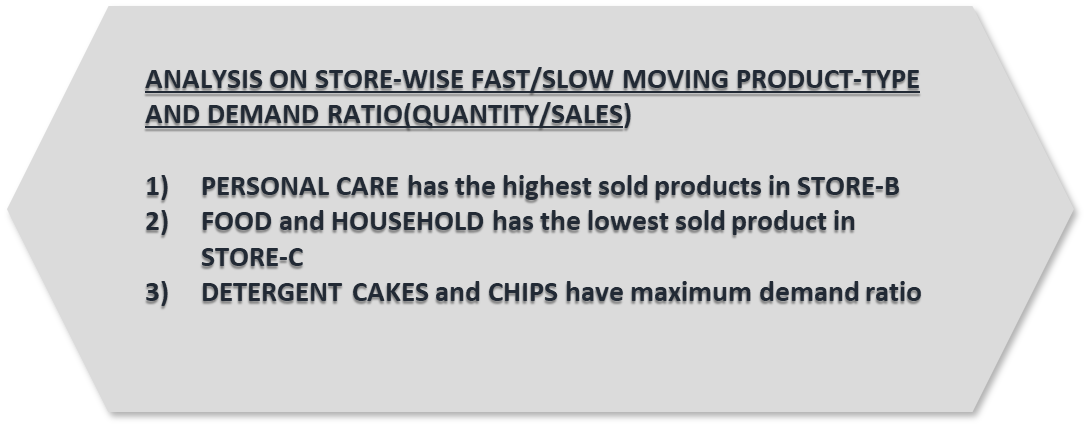 ANALYSIS ON STORE-WISE FAST/SLOW MOVING PRODUCT-TYPE
AND DEMAND RATIO(QUANTITY/SALES)
1) PERSONAL CARE has the highest sold products in STORE-B
2) FOOD and HOUSEHOLD has the lowest sold product in
STORE-C
3) DETERGENT CAKES and CHIPS have maximum demand ratio